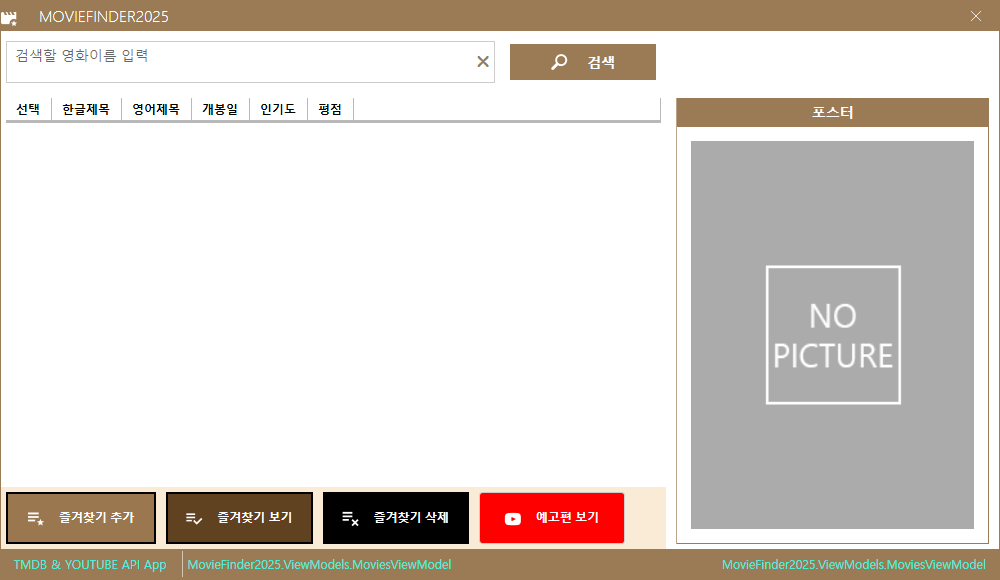 MOVIEFINDER2025
검색할 영화이름 입력
검색
선택 한글제목 영어제목 개봉일 인기도 평점
포스터
NO
PICTURE
즐겨찾기 추가 즐겨찾기 보기 즐겨찾기 삭제 예고편 보기
TMDB & YOUTUBE API App MovieFinder2025.ViewModels.MoviesViewModel MovieFinder2025.ViewModels.MoviesViewModel